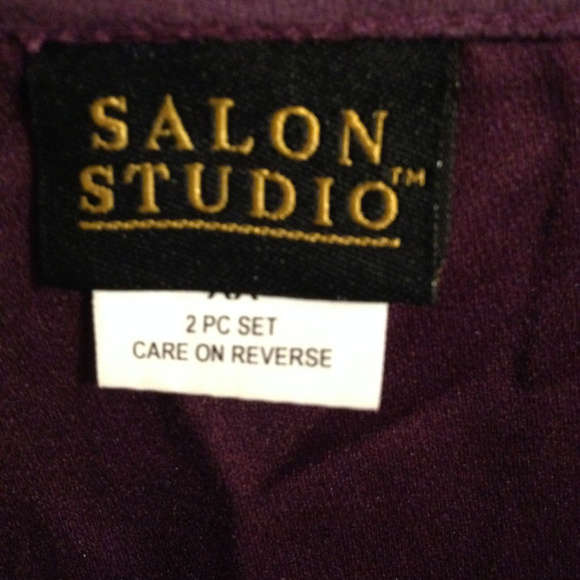 SALON
STUDIO™
2 PC SET
CARE ON REVERSE